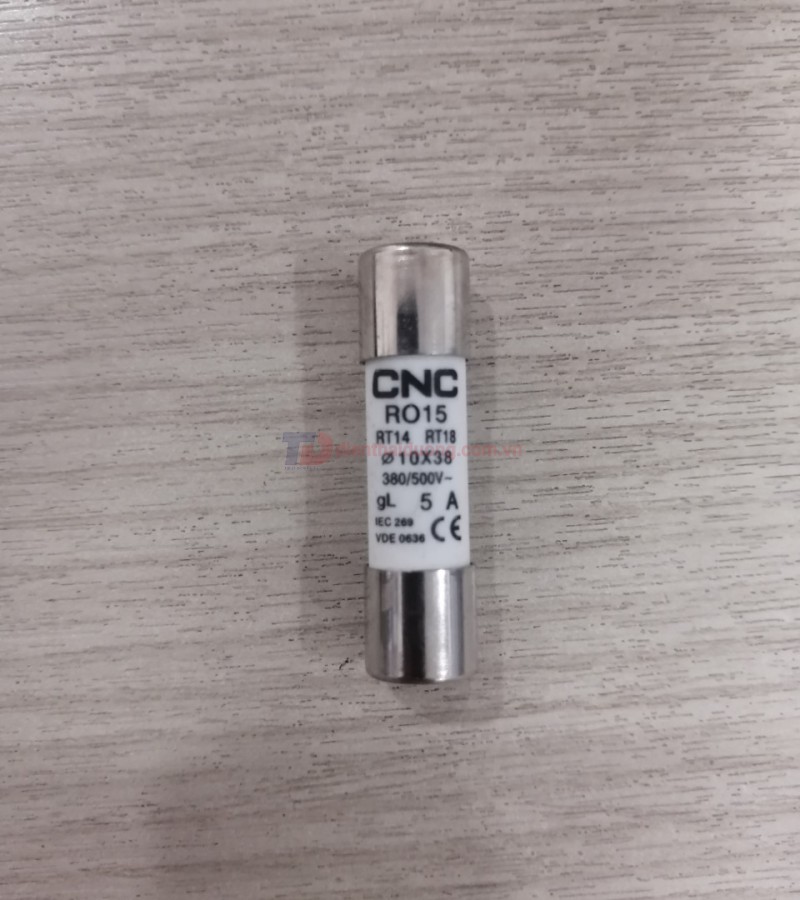 CNC
RO15
RT14 RT18
Ø10X38
380/500V~
gL 5 A
IEC 269
VDE 0636 CE